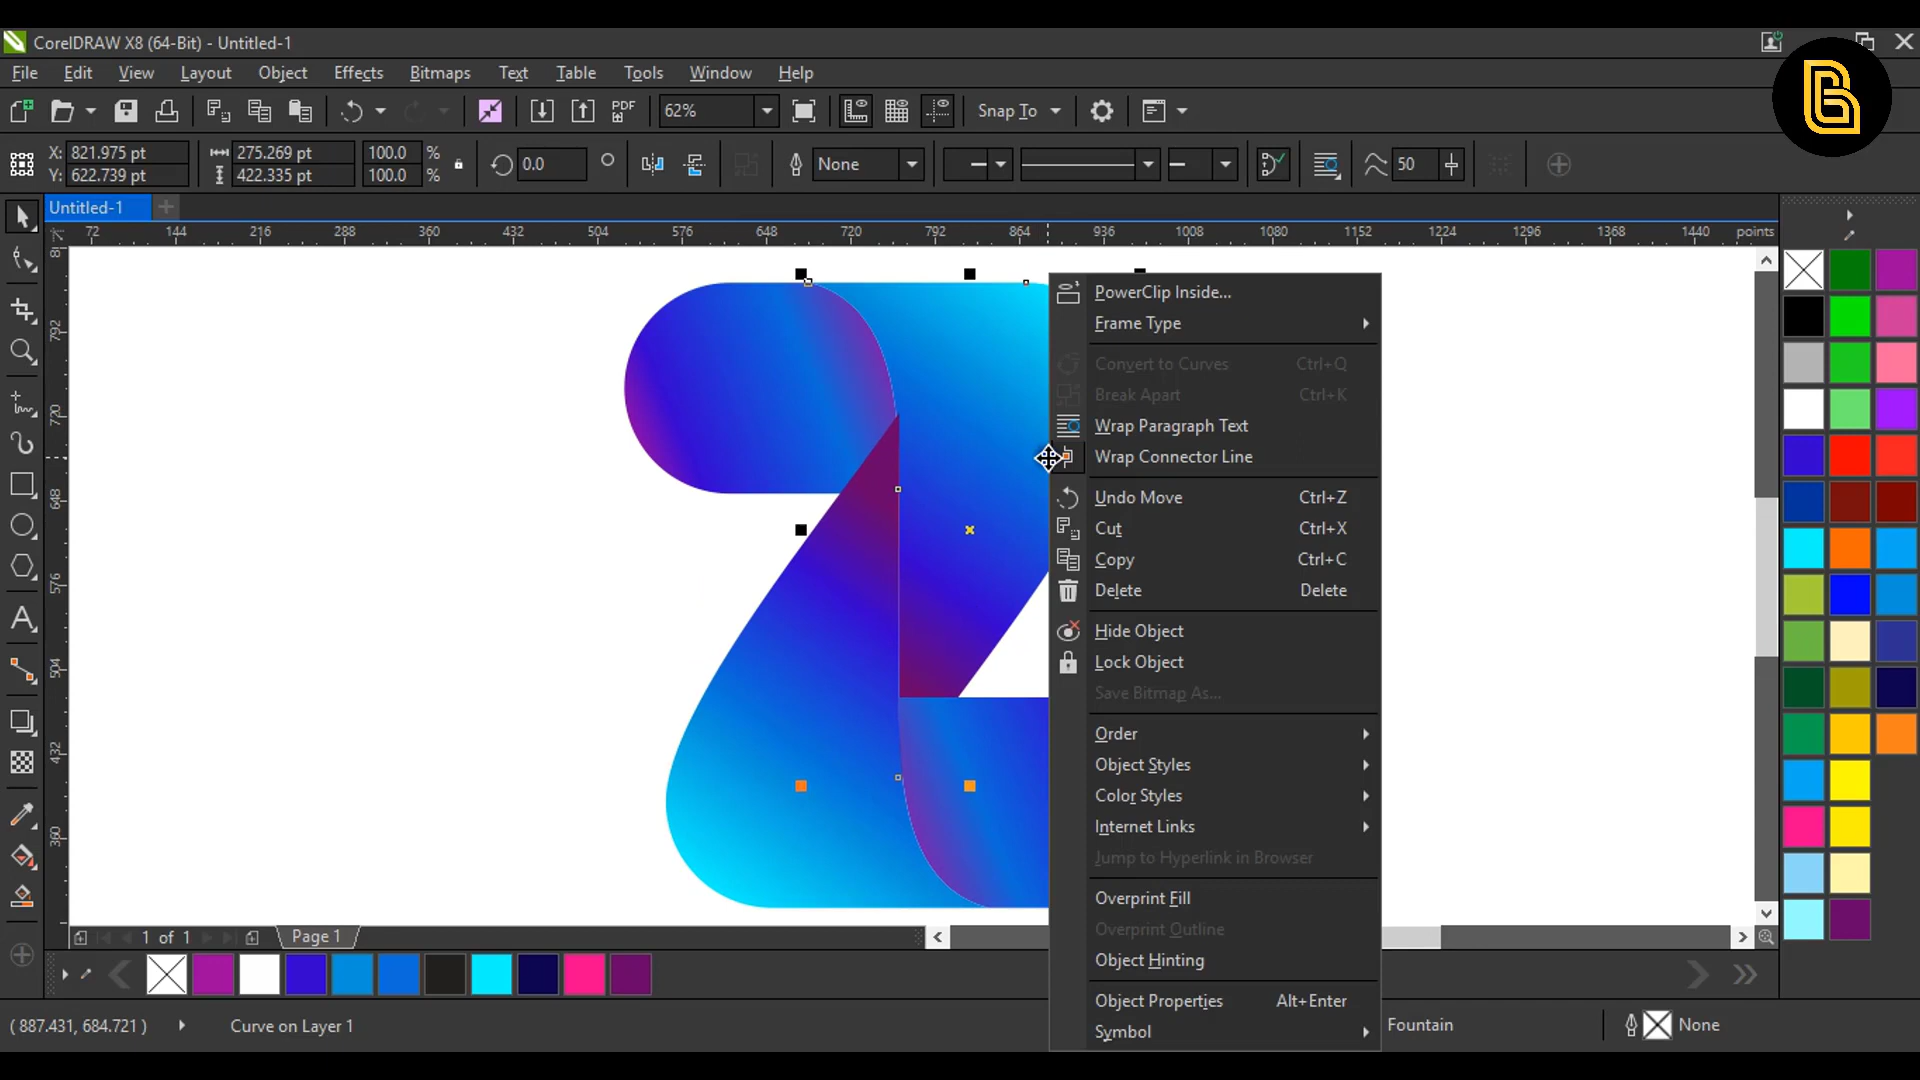 CorelDRAW X8 (64-Bit) - Untitled-1
File Edit View Layout Object Effects Bitmaps Text Table Tools Window Help
PDF 62% Snap To
X: 821.975 pt 275.269 pt 100.0 % 0.0 None 50
Y: 622.739 pt 422.335 pt 100.0 %
Untitled-1
72 144 216 288 360 432 504 576 648 720 792 864 936 1008 1080 1152 1224 1296 1368 1440 points
792
720
648
576
504
432
360
PowerClip Inside...
Frame Type
Convert to Curves Ctrl+Q
Break Apart Ctrl+K
Wrap Paragraph Text
Wrap Connector Line
Undo Move Ctrl+Z
Cut Ctrl+X
Copy Ctrl+C
Delete Delete
Hide Object
Lock Object
Save Bitmap As...
Order
Object Styles
Color Styles
Internet Links
Jump to Hyperlink in Browser
Overprint Fill
Overprint Outline
Object Hinting
Object Properties Alt+Enter
Symbol
1 of 1 Page 1
( 887.431, 684.721 ) Curve on Layer 1 Fountain None